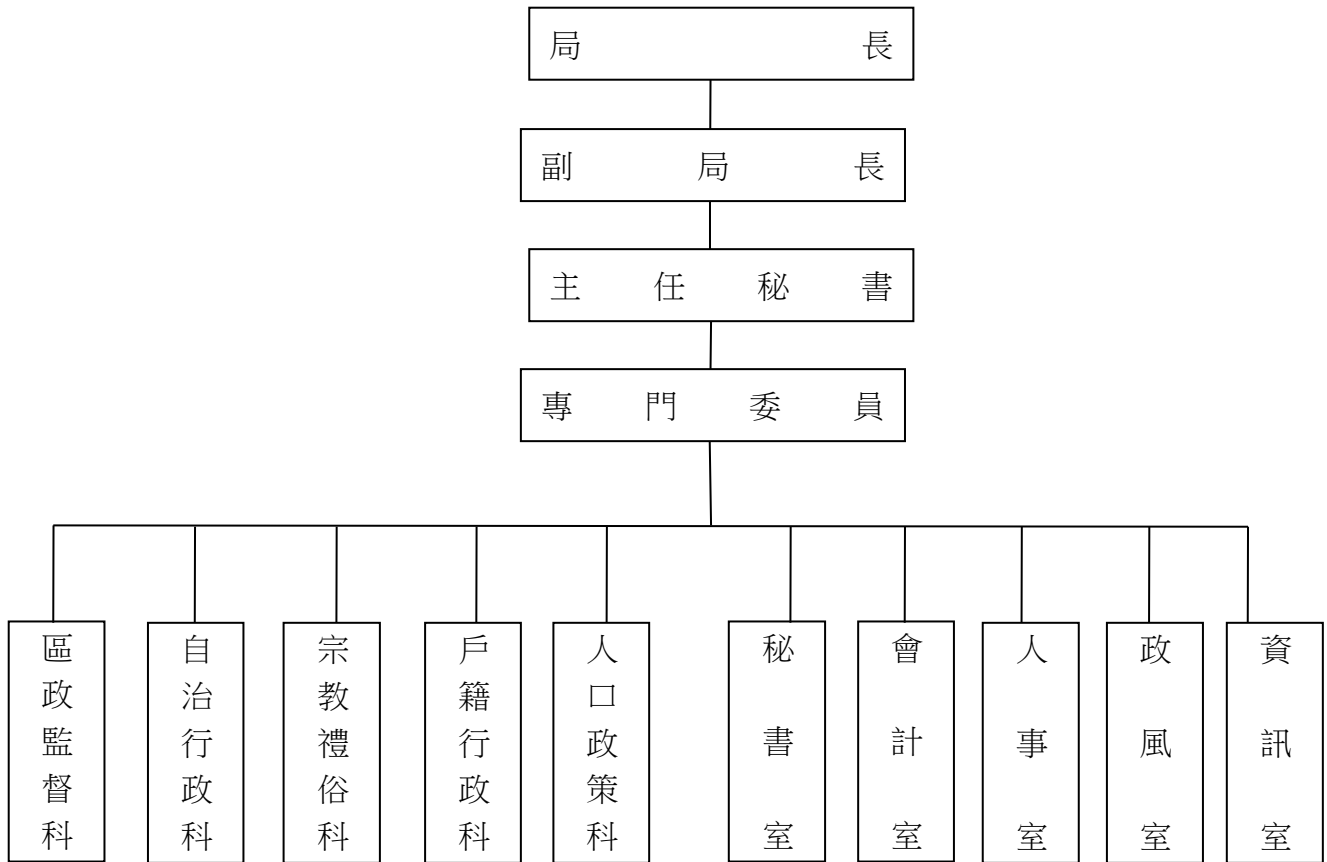 局長
副局長
主任秘書
專門委員
區政監督科
自治行政科
宗教禮俗科
戶籍行政科
人口政策科
秘書室
會計室
人事室
政風室
資訊室